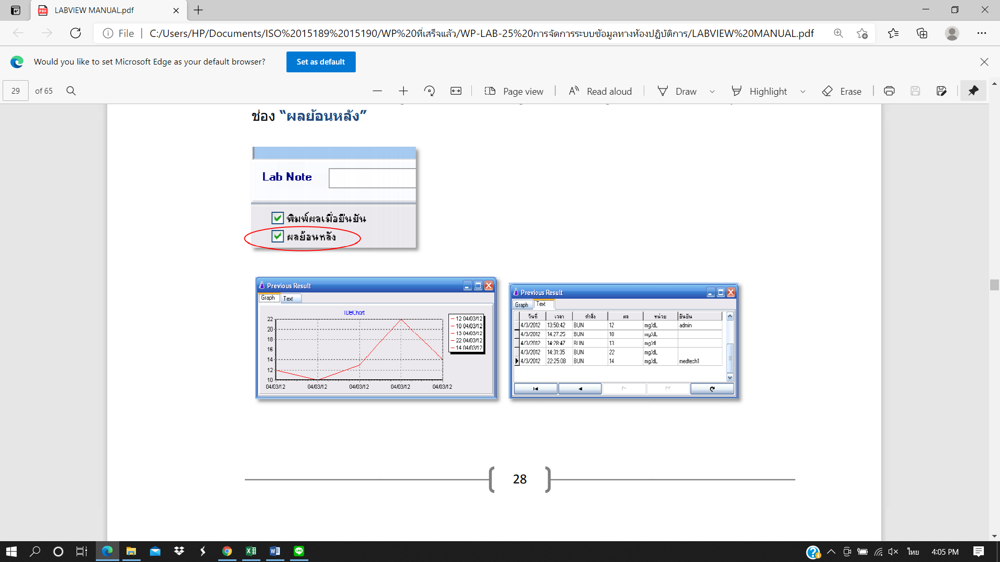 LABVIEW MANUAL.pdf
File
C:/Users/HP/Documents/ISO%2015189%2015190/WP%20ที่เสร็จแล้ว/WP-LAB-25%20การจัดการระบบข้อมูลทางห้องปฏิบัติการ/LABVIEW%20MANUAL.pdf
Would you like to set Microsoft Edge as your default browser?
Set as default
29 of 65
Page view
Read aloud
Draw
Highlight
Erase
ช่อง “ผลย้อนหลัง”
Lab Note
พิมพ์ผลเมื่อยืนยัน
ผลย้อนหลัง
Previous Result
Graph Text
TDBChart
22
20
18
16
14
12
10
04/03/12 04/03/12 04/03/12 04/03/12 04/03/12
12 04/03/12
10 04/03/12
13 04/03/12
22 04/03/12
14 04/03/12
Previous Result
Graph Text
วันที่ เวลา คำสั่ง ผล หน่วย ยืนยัน
4/3/2012 13:50:42 BUN 12 mg/dL admin
4/3/2012 14:27:25 BUN 10 mg/dL
4/3/2012 14:28:47 BUN 13 mg/dL
4/3/2012 14:31:35 BUN 22 mg/dL
4/3/2012 22:25:08 BUN 14 mg/dL medtech1
28
ไทย
4:05 PM